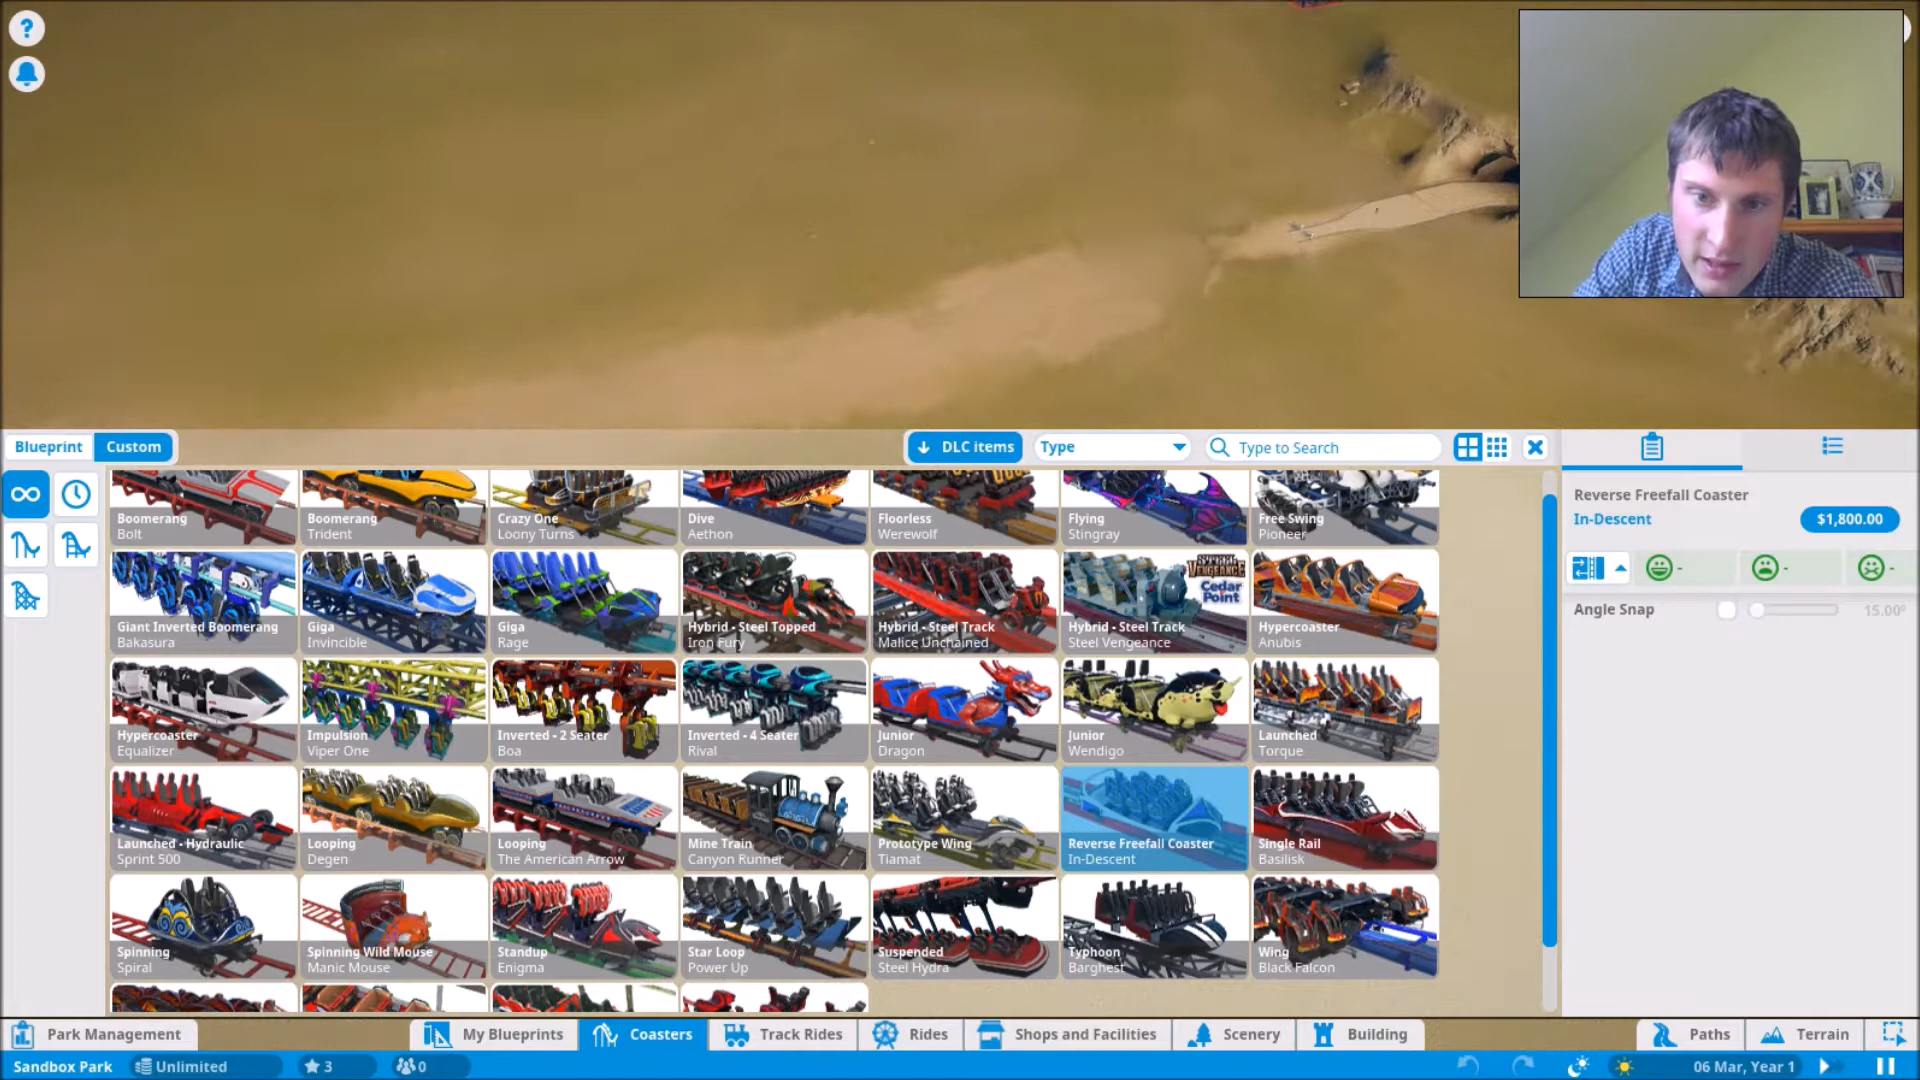 Blueprint
Custom
DLC items
Type
Type to Search
Boomerang
Bolt
Boomerang
Trident
Crazy One
Loony Turns
Dive
Aethon
Floorless
Werewolf
Flying
Stingray
Free Swing
Pioneer
Giant Inverted Boomerang
Bakasura
Giga
Invincible
Giga
Rage
Hybrid - Steel Topped
Iron Fury
Hybrid - Steel Track
Malice Unchained
STEEL VENGEANCE
Cedar Point
Hybrid - Steel Track
Steel Vengeance
Hypercoaster
Anubis
Hypercoaster
Equalizer
Impulsion
Viper One
Inverted - 2 Seater
Boa
Inverted - 4 Seater
Rival
Junior
Dragon
Junior
Wendigo
Launched
Torque
Launched - Hydraulic
Sprint 500
Looping
Degen
Looping
The American Arrow
Mine Train
Canyon Runner
Prototype Wing
Tiamat
Reverse Freefall Coaster
In-Descent
Single Rail
Basilisk
Spinning
Spiral
Spinning Wild Mouse
Manic Mouse
Standup
Enigma
Star Loop
Power Up
Suspended
Steel Hydra
Typhoon
Barghest
Wing
Black Falcon
Reverse Freefall Coaster
In-Descent
$1,800.00
-
-
-
Angle Snap
15.00°
Park Management
My Blueprints
Coasters
Track Rides
Rides
Shops and Facilities
Scenery
Building
Paths
Terrain
Sandbox Park
Unlimited
3
0
06 Mar, Year 1